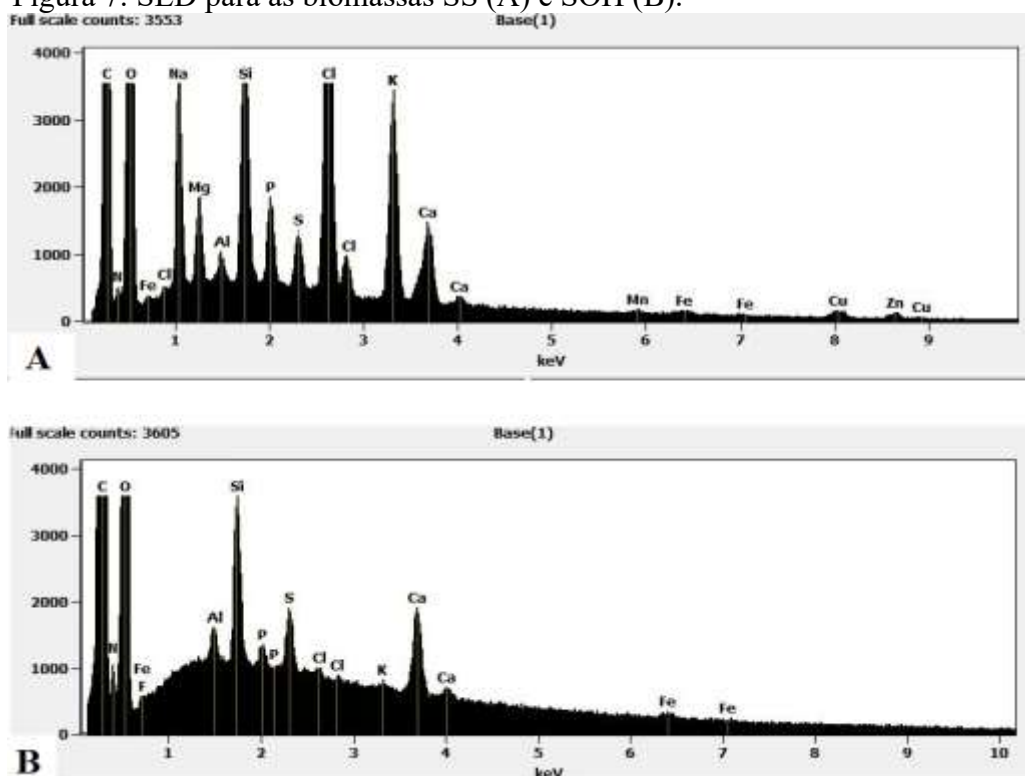 Figura 7. SED para as biomassas SS (A) e SOH (B).
Full scale counts: 3553 Base(1)
4000
3000
2000
1000
0
C O Na Si Cl K
Mg P Ca
S
Al Cl
N Fe Cl Ca Mn Fe Fe Cu Zn Cu
1 2 3 4 5 6 7 8 9
keV
A
Full scale counts: 3605 Base(1)
4000
3000
2000
1000
0
C O Si
Al S Ca
N P P
Fe Cl Cl K Ca
F Fe Fe
1 2 3 4 5 6 7 8 9 10
keV
B